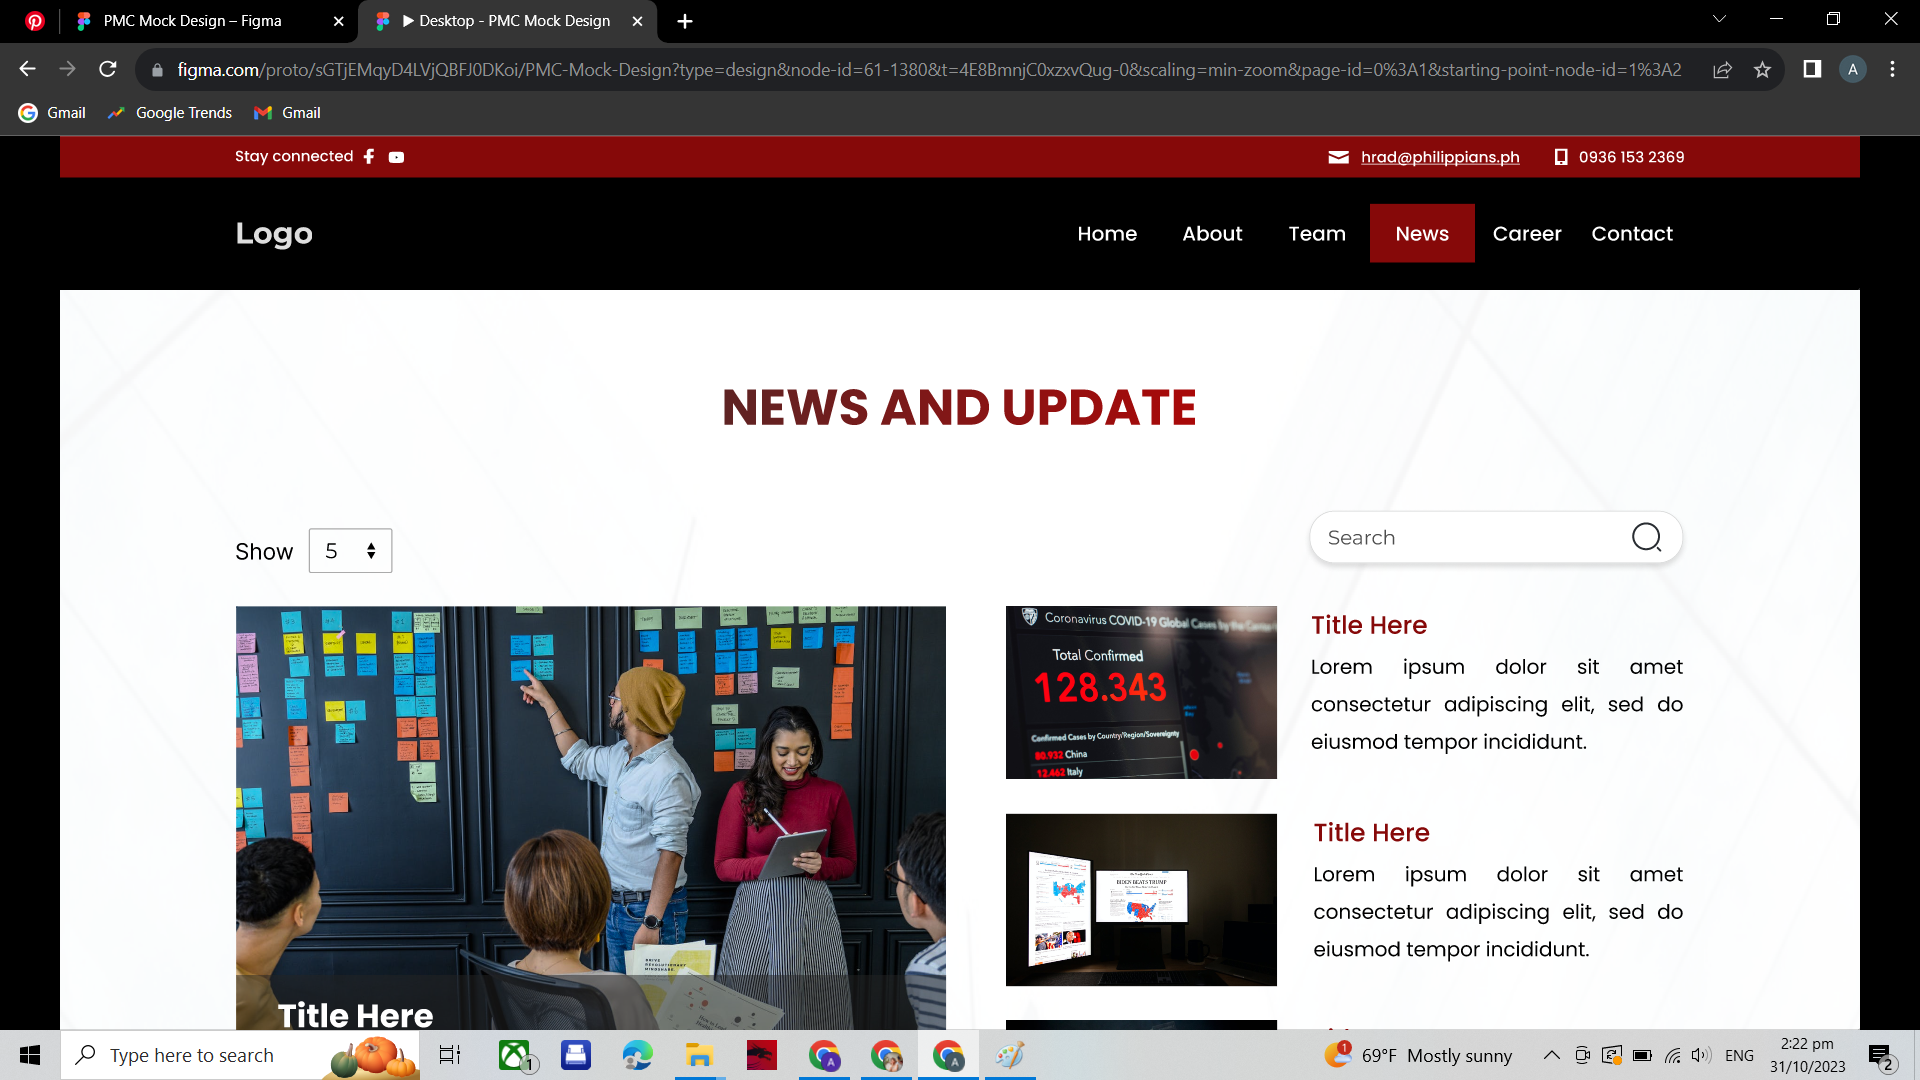 PMC Mock Design – Figma
Desktop - PMC Mock Design
figma.com/proto/sGTjEMqyD4LVjQBFJ0DKoi/PMC-Mock-Design?type=design&node-id=61-1380&t=4E8BmnjC0xzxvQug-0&scaling=min-zoom&page-id=0%3A1&starting-point-node-id=1%3A2
A
Gmail
Google Trends
Gmail
Stay connected
hrad@philippians.ph
0936 153 2369
Logo
Home
About
Team
News
Career
Contact
NEWS AND UPDATE
Show
5
Search
Coronavirus COVID-19 Global Cases by the
Total Confirmed
128.343
Confirmed Cases by Country/Region/Sovereignty
80.932 China
12.462 Italy
Title Here
Lorem ipsum dolor sit amet
consectetur adipiscing elit, sed do
eiusmod tempor incididunt.
BIDEN BEATS TRUMP
Title Here
Lorem ipsum dolor sit amet
consectetur adipiscing elit, sed do
eiusmod tempor incididunt.
DRIVE
REVOLUTIONARY
MINDSHARE
Title Here
Type here to search
1
A
A
1
69°F Mostly sunny
ENG
2:22 pm
31/10/2023
2